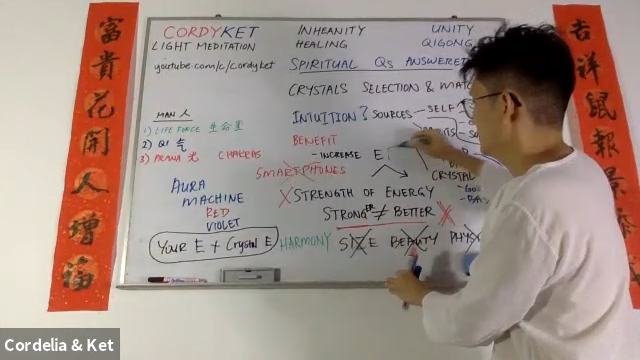 富貴花開人增福
吉祥鼠報景
CORDYKET
LIGHT MEDITATION
youtube.com/c/cordyket
INHEANITY
HEALING
UNITY
QIGONG
SPIRITUAL Qs ANSWERED
CRYSTALS SELECTION &
INTUITION? SOURCES – SELF
MAN 人
1) LIFE FORCE 生命里
2) QI 气
3) PRANA 光 CHAKRAS
BENEFIT
- INCREASE E
SMARTPHONES
CRYSTAL
X STRENGTH OF ENERGY
STRONGER ≠ BETTER X
AURA
MACHINE
RED
VIOLET
YOUR E + Crystal E HARMONY
SIZE BEAUTY
Cordelia & Ket